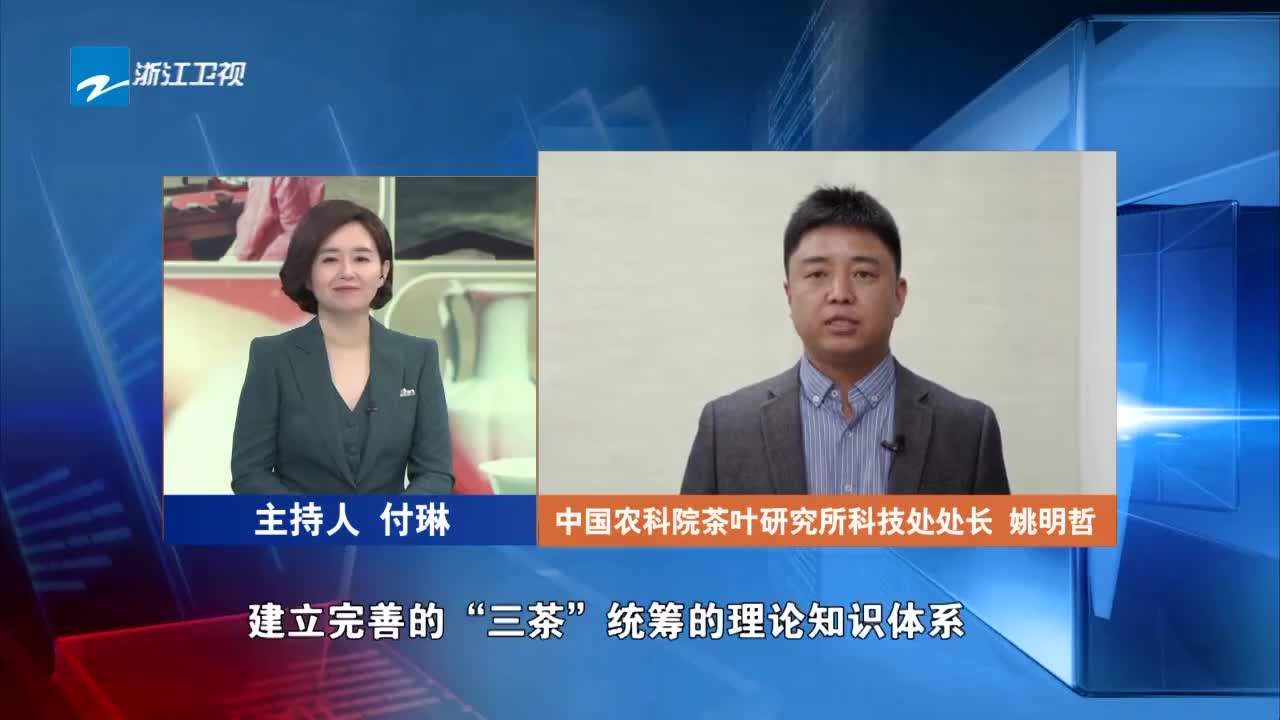 浙江卫视
主持人 付琳
中国农科院茶叶研究所科技处处长 姚明哲
建立完善的“三茶”统筹的理论知识体系